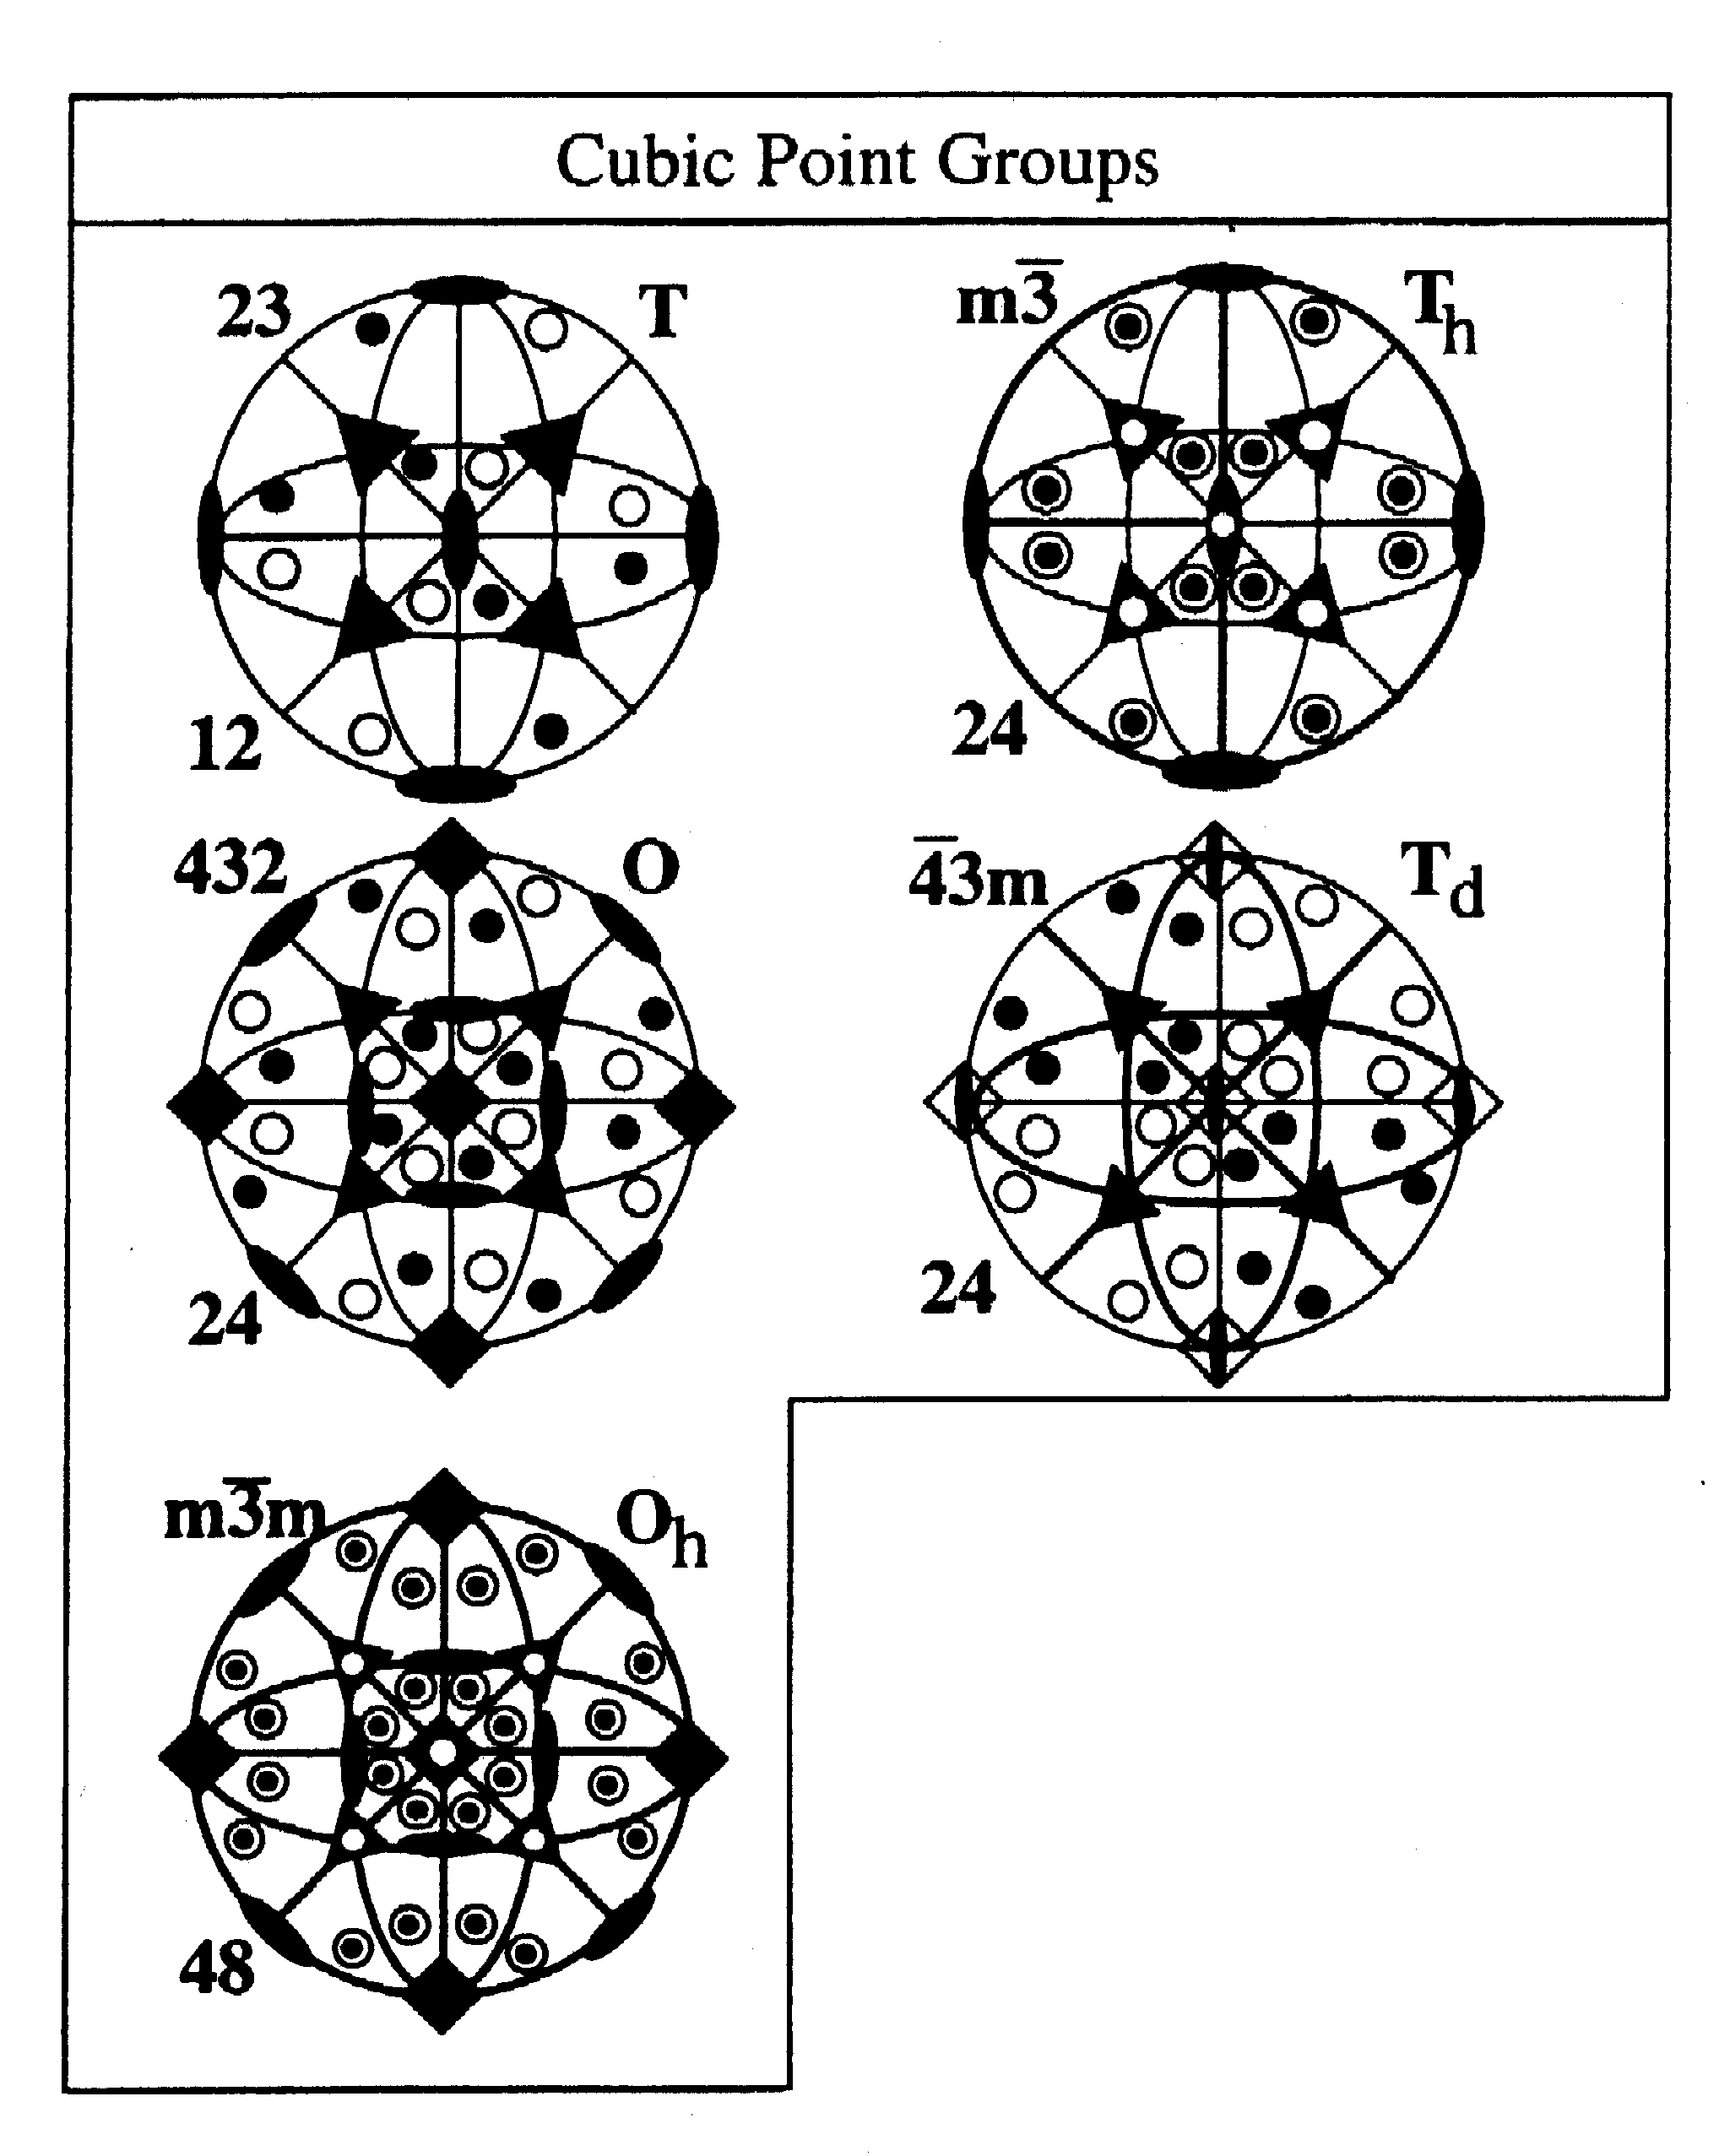 Cubic Point Groups
23 T
m3̅ Th
12
24
432 O
4̅3m Td
24
24
m3̅m Oh
48